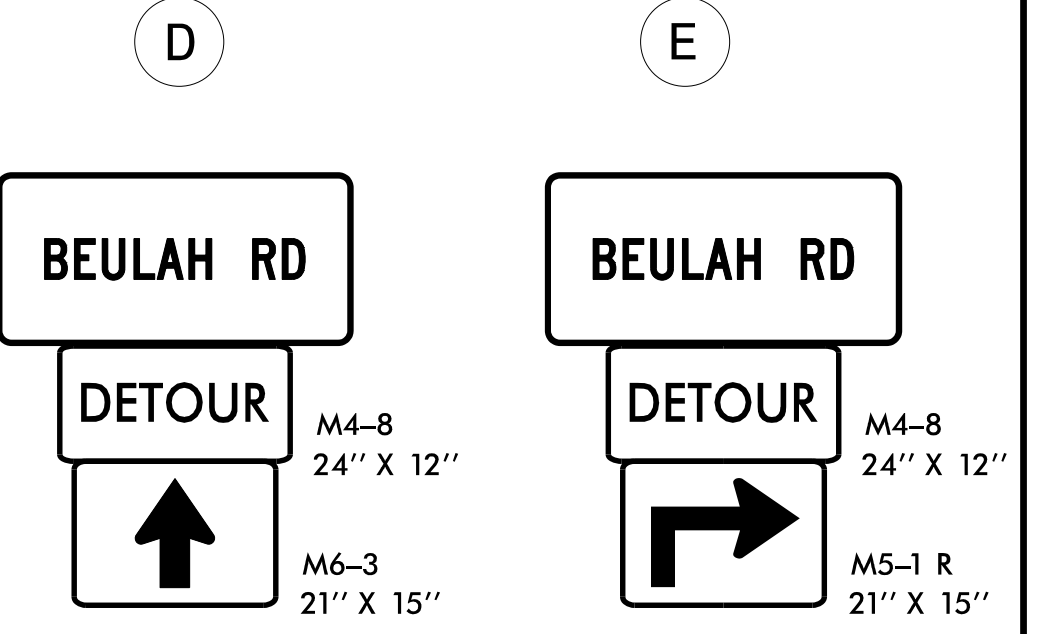 D
E
BEULAH RD
DETOUR
M4–8
24’’ X 12’’
M6–3
21’’ X 15’’
BEULAH RD
DETOUR
M4–8
24’’ X 12’’
M5–1 R
21’’ X 15’’